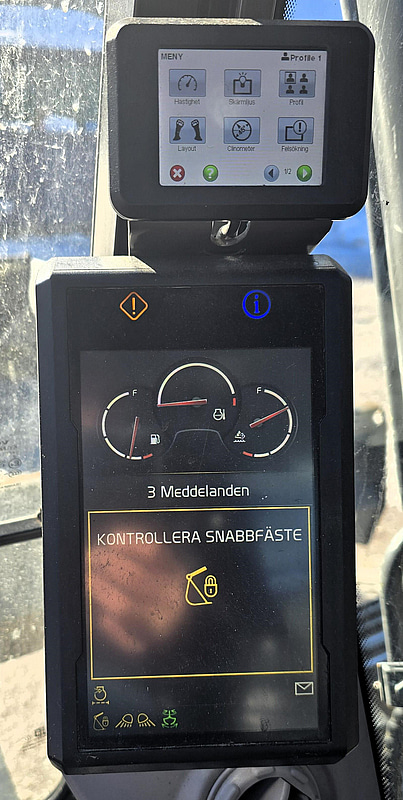 MENY Profile 1
Hastighet Skärmljus Profil
Layout Clinometer Felsökning
1/2
F F
3 Meddelanden
KONTROLLERA SNABBFÄSTE